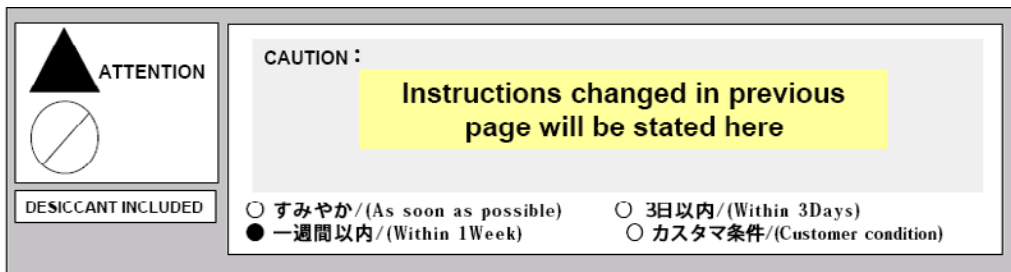 ATTENTION
DESICCANT INCLUDED
CAUTION：
Instructions changed in previous
page will be stated here
○ すみやか/(As soon as possible) ○ 3日以内/(Within 3Days)
● 一週間以内/(Within 1Week) ○ カスタマ条件/(Customer condition)